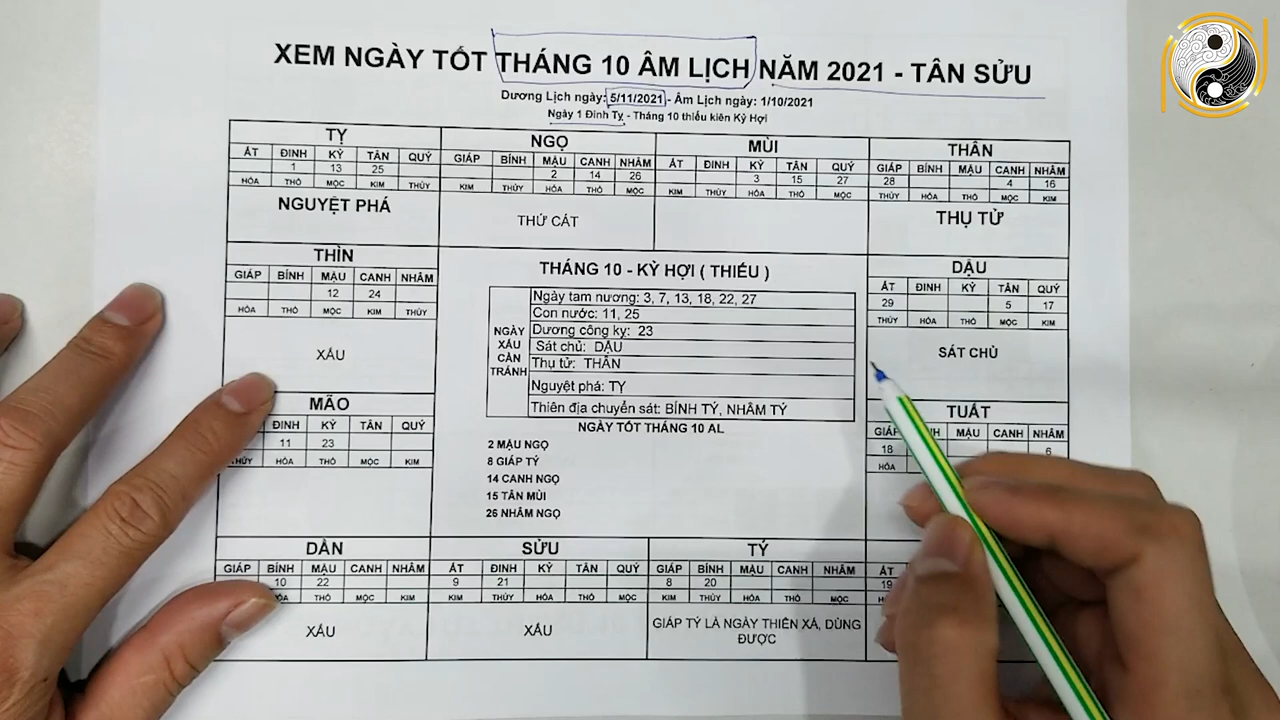 XEM NGÀY TỐT THÁNG 10 ÂM LỊCH NĂM 2021 - TÂN SỬU
Dương Lịch ngày: 5/11/2021 - Âm Lịch ngày: 1/10/2021
Ngày 1 Đinh Tỵ - Tháng 10 thiếu kiên Kỷ Hợi
TỴ NGỌ MÙI THÂN
ẤT ĐINH KỶ TÂN QUÝ GIÁP BÍNH MẬU CANH NHÂM ẤT ĐINH KỶ TÂN QUÝ GIÁP BÍNH MẬU CANH NHÂM
1 13 25 2 14 26 3 15 27 28 4 16
HỎA THỔ MỘC KIM THỦY KIM THỦY HỎA THỔ MỘC KIM THỦY HỎA THỔ MỘC THỦY HỎA THỔ MỘC KIM
NGUYỆT PHÁ THỨ CÁT THỤ TỬ
THÌN
GIÁP BÍNH MẬU CANH NHÂM
12 24
HỎA THỔ MỘC KIM THỦY
XẤU
THÁNG 10 - KỶ HỢI ( THIẾU )
NGÀY XẤU CẦN TRÁNH
Ngày tam nương: 3, 7, 13, 18, 22, 27
Con nước: 11, 25
Dương công kỵ: 23
Sát chủ: DẬU
Thụ tử: THÂN
Nguyệt phá: TỴ
Thiên địa chuyển sát: BÍNH TÝ, NHÂM TÝ
NGÀY TỐT THÁNG 10 AL
2 MẬU NGỌ
8 GIÁP TÝ
14 CANH NGỌ
15 TÂN MÙI
26 NHÂM NGỌ
DẬU
ẤT ĐINH KỶ TÂN QUÝ
29 5 17
THỦY HỎA THỔ MỘC KIM
SÁT CHỦ
MÃO
ĐINH KỶ TÂN QUÝ
11 23
THỦY HỎA THỔ MỘC KIM
TUẤT
GIÁP MẬU CANH NHÂM
18 6
HỎA
DẦN SỬU TÝ
GIÁP BÍNH MẬU CANH NHÂM ẤT ĐINH KỶ TÂN QUÝ GIÁP BÍNH MẬU CANH NHÂM ẤT
10 22 9 21 8 20 19
THỔ MỘC KIM KIM THỦY HỎA THỔ MỘC KIM THỦY HỎA THỔ MỘC
XẤU XẤU GIÁP TÝ LÀ NGÀY THIÊN XÁ, DÙNG
ĐƯỢC